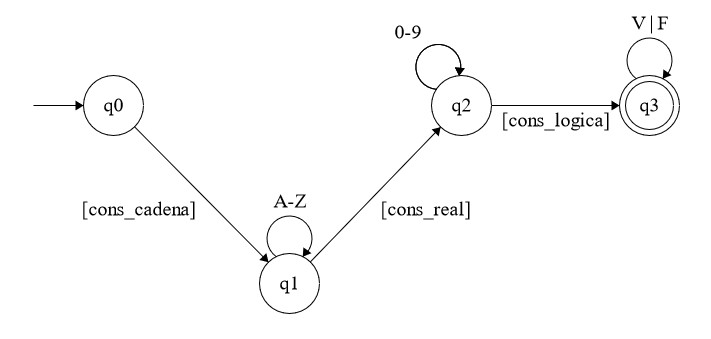 V|F
0-9
q0
q2
q3
[cons_logica]
A-Z
[cons_cadena]
[cons_real]
q1